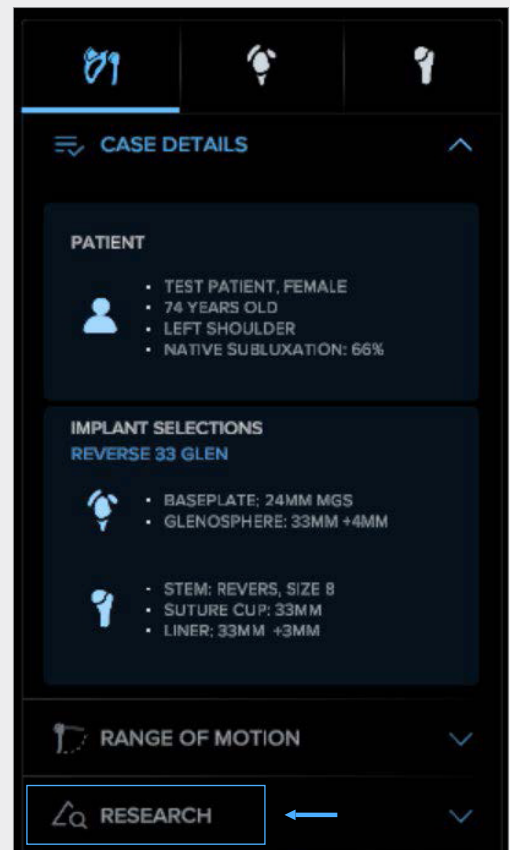 CASE DETAILS
PATIENT
• TEST PATIENT, FEMALE
• 74 YEARS OLD
• LEFT SHOULDER
• NATIVE SUBLUXATION: 66%
IMPLANT SELECTIONS
REVERSE 33 GLEN
• BASEPLATE: 24MM MGS
• GLENOSPHERE: 33MM +4MM
• STEM: REVERS, SIZE 8
• SUTURE CUP: 33MM
• LINER: 33MM +3MM
RANGE OF MOTION
RESEARCH